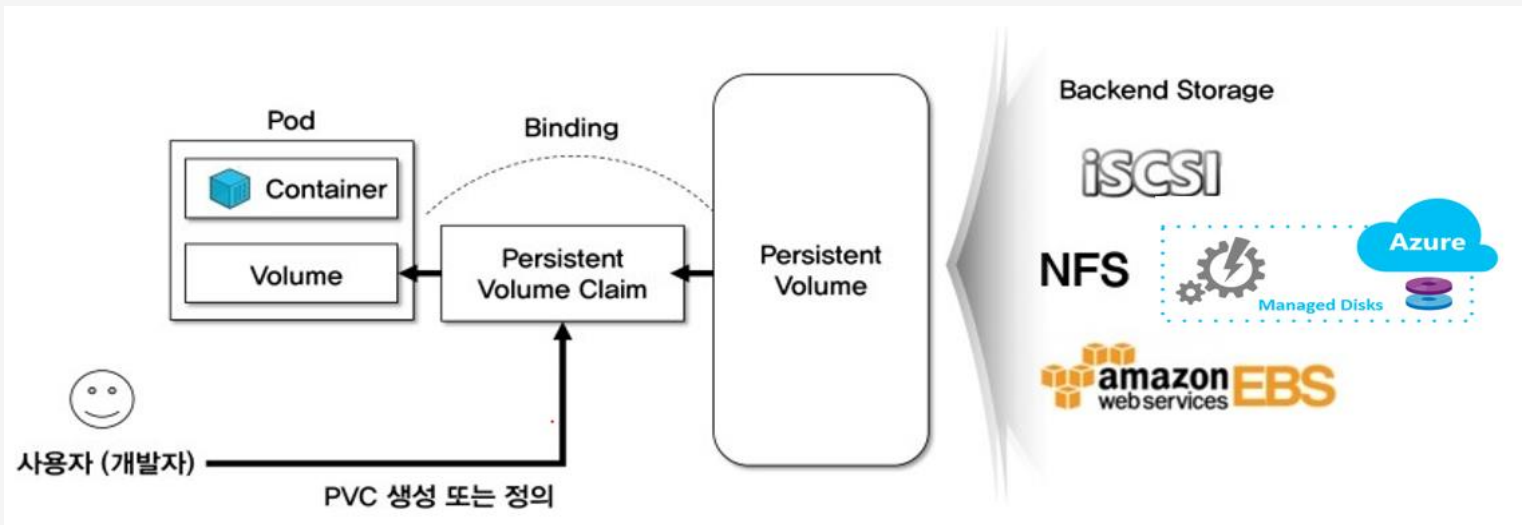 Pod
Container
Volume
Binding
Persistent
Volume Claim
Persistent
Volume
사용자 (개발자)
PVC 생성 또는 정의
Backend Storage
iSCSI
NFS
Azure
Managed Disks
amazon
web services
EBS